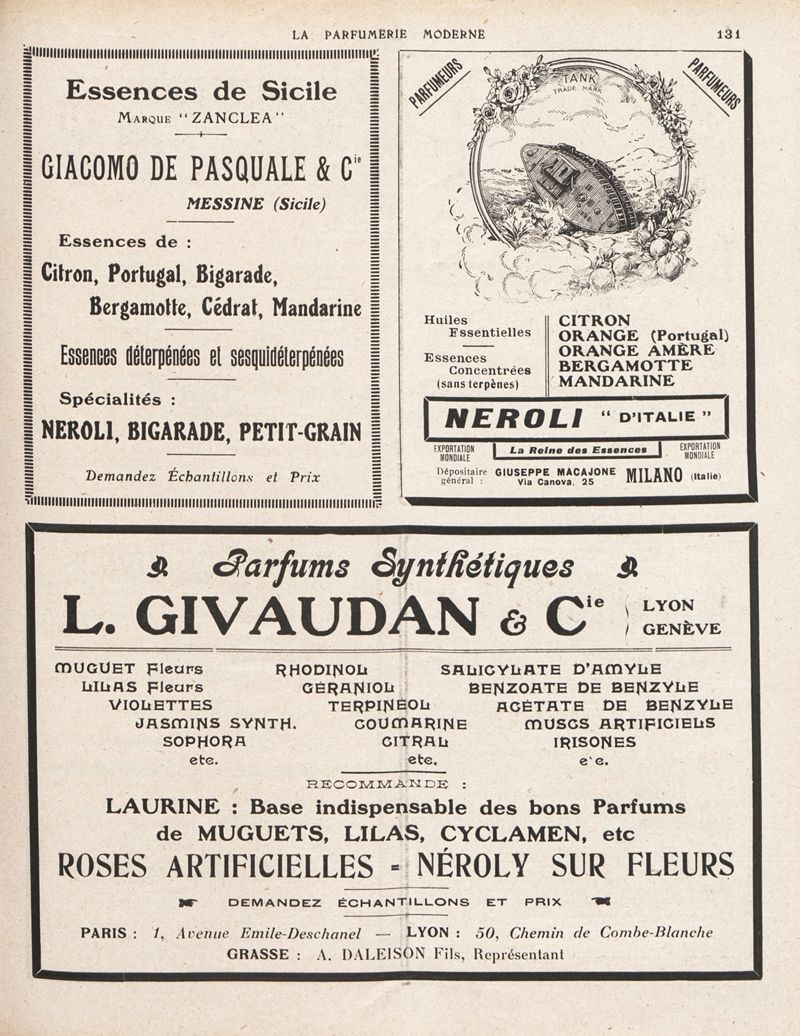 LA PARFUMERIE MODERNE
131
Essences de Sicile
MARQUE "ZANCLEA"
GIACOMO DE PASQUALE & Cie
MESSINE (Sicile)
Essences de :
Citron, Portugal, Bigarade,
Bergamotte, Cédrat, Mandarine
Essences déterpénées et sesquidéterpénées
Spécialités :
NEROLI, BIGARADE, PETIT-GRAIN
Demandez Échantillons et Prix
PARFUMEURS
PARFUMEURS
TANK
TRADE MARK
Huiles
Essentielles
Essences
Concentrées
(sans terpènes)
CITRON
ORANGE (Portugal)
ORANGE AMÈRE
BERGAMOTTE
MANDARINE
NEROLI "D'ITALIE"
EXPORTATION
MONDIALE
La Reine des Essences
EXPORTATION
MONDIALE
Dépositaire
général :
GIUSEPPE MACAJONE
Via Canova, 25
MILANO (Italie)
Parfums Synthétiques
L. GIVAUDAN & Cie
LYON
GENÈVE
MUGUET Fleurs
LILAS Fleurs
VIOLETTES
JASMINS SYNTH.
SOPHORA
etc.
RHODINOL
GÉRANIOL
TERPINÉOL
COUMARINE
CITRAL
etc.
SALICYLATE D'AMYLE
BENZOATE DE BENZYLE
ACÉTATE DE BENZYLE
MUSCS ARTIFICIELS
IRISONES
etc.
RECOMMANDE :
LAURINE : Base indispensable des bons Parfums
de MUGUETS, LILAS, CYCLAMEN, etc
ROSES ARTIFICIELLES - NÉROLY SUR FLEURS
DEMANDEZ ÉCHANTILLONS ET PRIX
PARIS : 1, Avenue Emile-Deschanel — LYON : 50, Chemin de Combe-Blanche
GRASSE : A. DALEISON Fils, Représentant